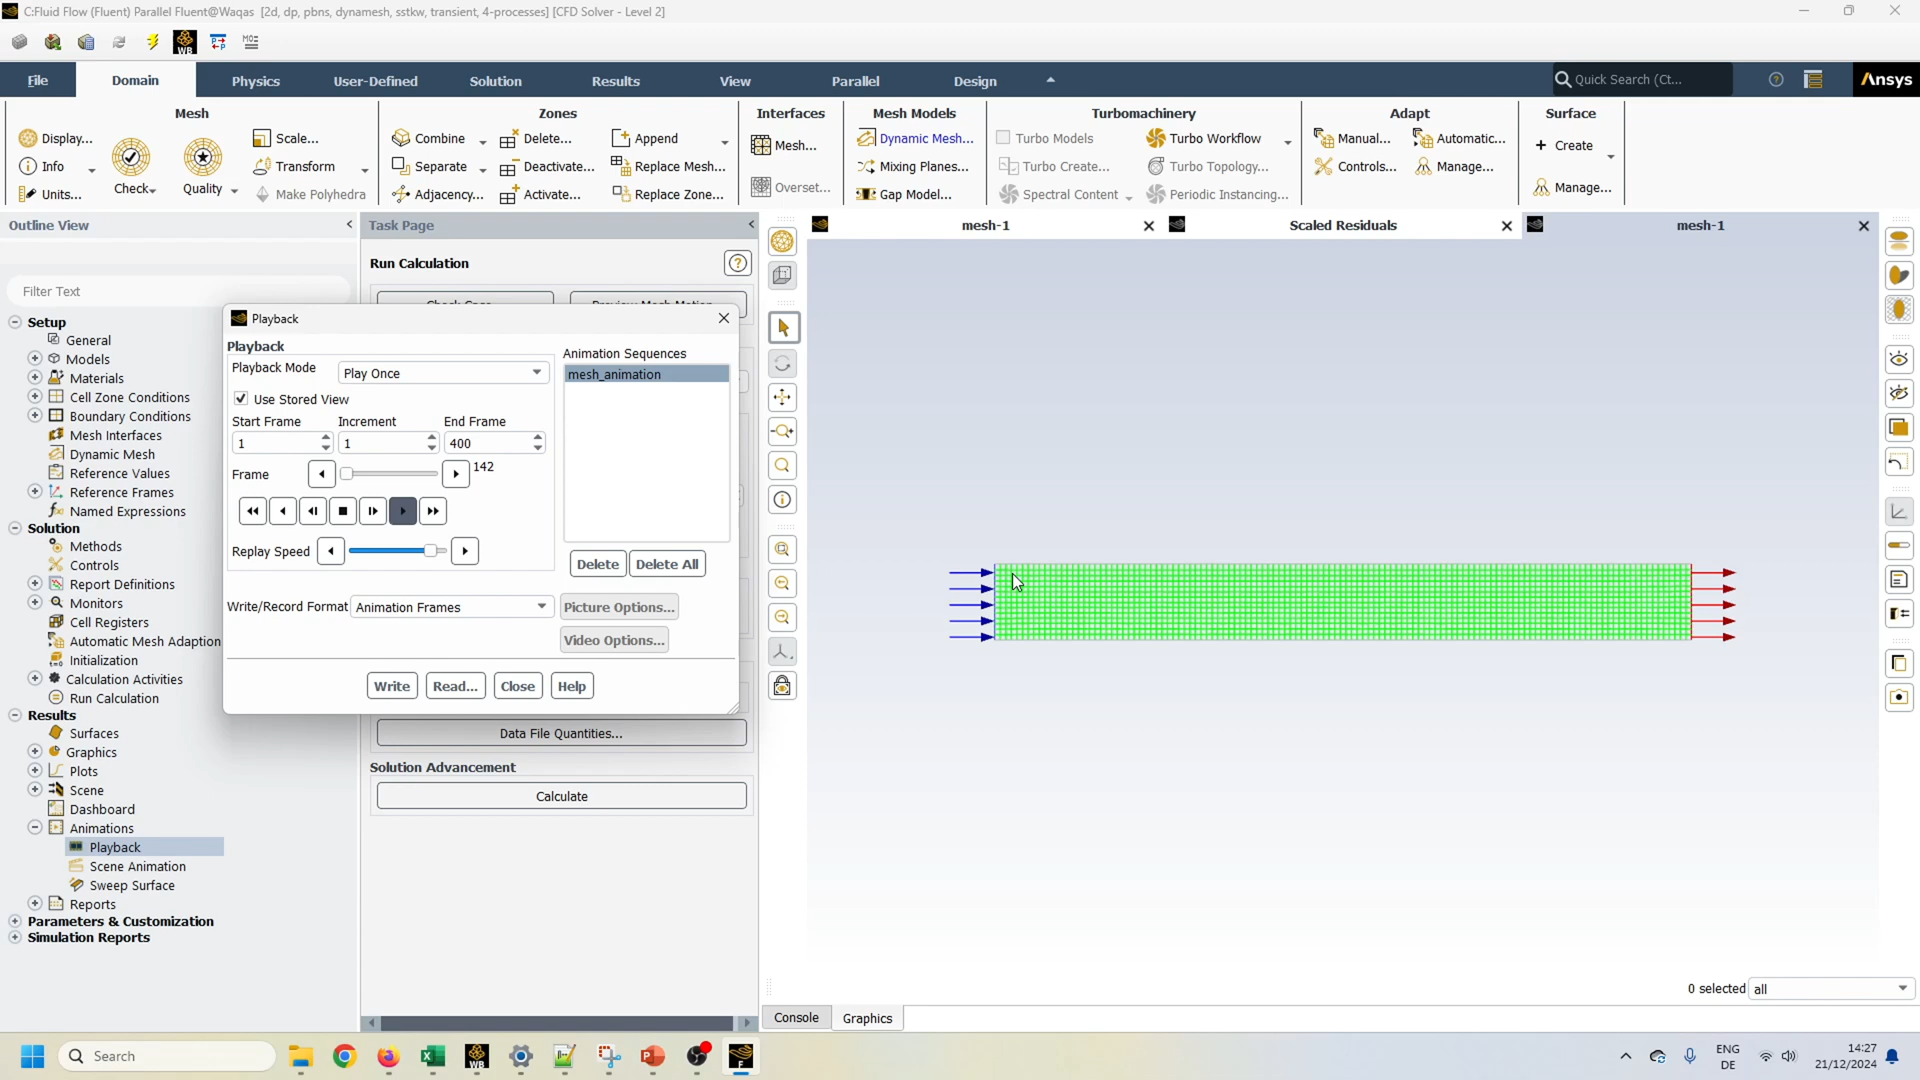 C:Fluid Flow (Fluent) Parallel Fluent@Waqas [2d, dp, pbns, dynamesh, sstkw, transient, 4-processes] [CFD Solver - Level 2]
WB
File Domain Physics User-Defined Solution Results View Parallel Design Quick Search (Ct... Ansys
Mesh Zones Interfaces Mesh Models Turbomachinery Adapt Surface
Display... Scale... Combine Delete... Append Mesh... Dynamic Mesh... Turbo Models Turbo Workflow Manual... Automatic... Create
Info Check Quality Transform Separate Deactivate... Replace Mesh... Mixing Planes... Turbo Create... Turbo Topology... Controls... Manage...
Units... Make Polyhedra Adjacency... Activate... Replace Zone... Overset... Gap Model... Spectral Content Periodic Instancing... Manage...
Outline View Task Page mesh-1 Scaled Residuals mesh-1
Filter Text
Setup
General
Models
Materials
Cell Zone Conditions
Boundary Conditions
Mesh Interfaces
Dynamic Mesh
Reference Values
Reference Frames
Named Expressions
Solution
Methods
Controls
Report Definitions
Monitors
Cell Registers
Automatic Mesh Adaption
Initialization
Calculation Activities
Run Calculation
Results
Surfaces
Graphics
Plots
Scene
Dashboard
Animations
Playback
Scene Animation
Sweep Surface
Reports
Parameters & Customization
Simulation Reports
Run Calculation
Playback
Playback
Playback Mode Play Once
Use Stored View
Start Frame Increment End Frame
1 1 400
Frame 142
Replay Speed
Animation Sequences
mesh_animation
Delete Delete All
Write/Record Format Animation Frames Picture Options...
Video Options...
Write Read... Close Help
Data File Quantities...
Solution Advancement
Calculate
0 selected all
Console Graphics
Search
ENG
DE
14:27
21/12/2024